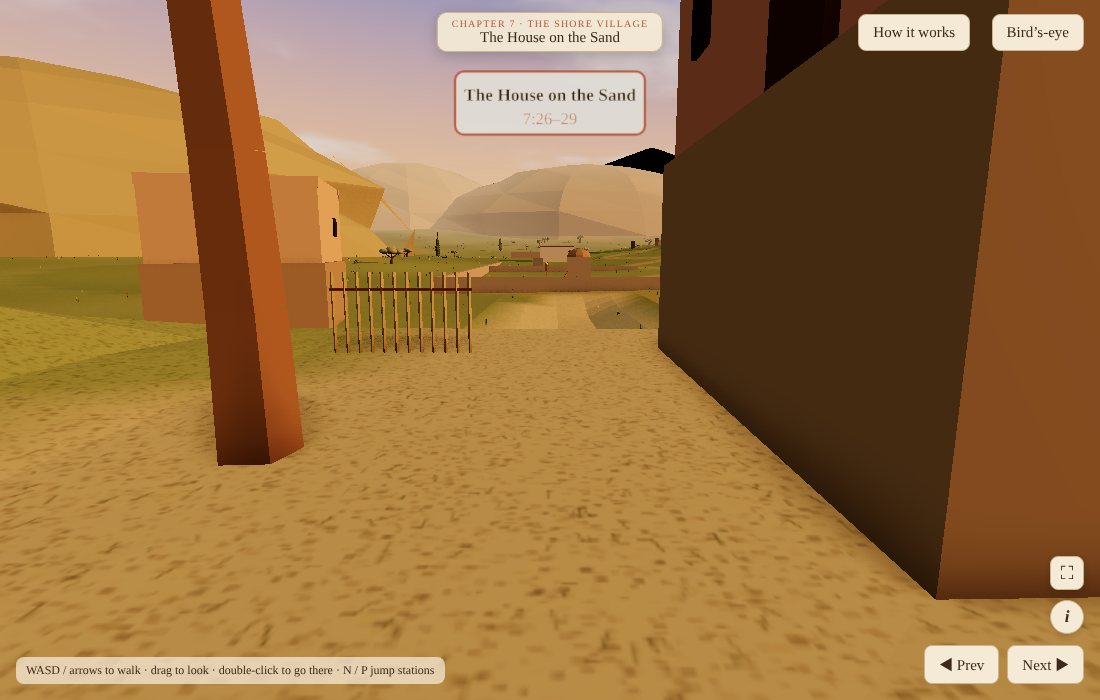 CHAPTER 7 · THE SHORE VILLAGE
The House on the Sand
How it works
Bird's-eye
The House on the Sand
7:26–29
i
WASD / arrows to walk · drag to look · double-click to go there · N / P jump stations
◀ Prev
Next ▶